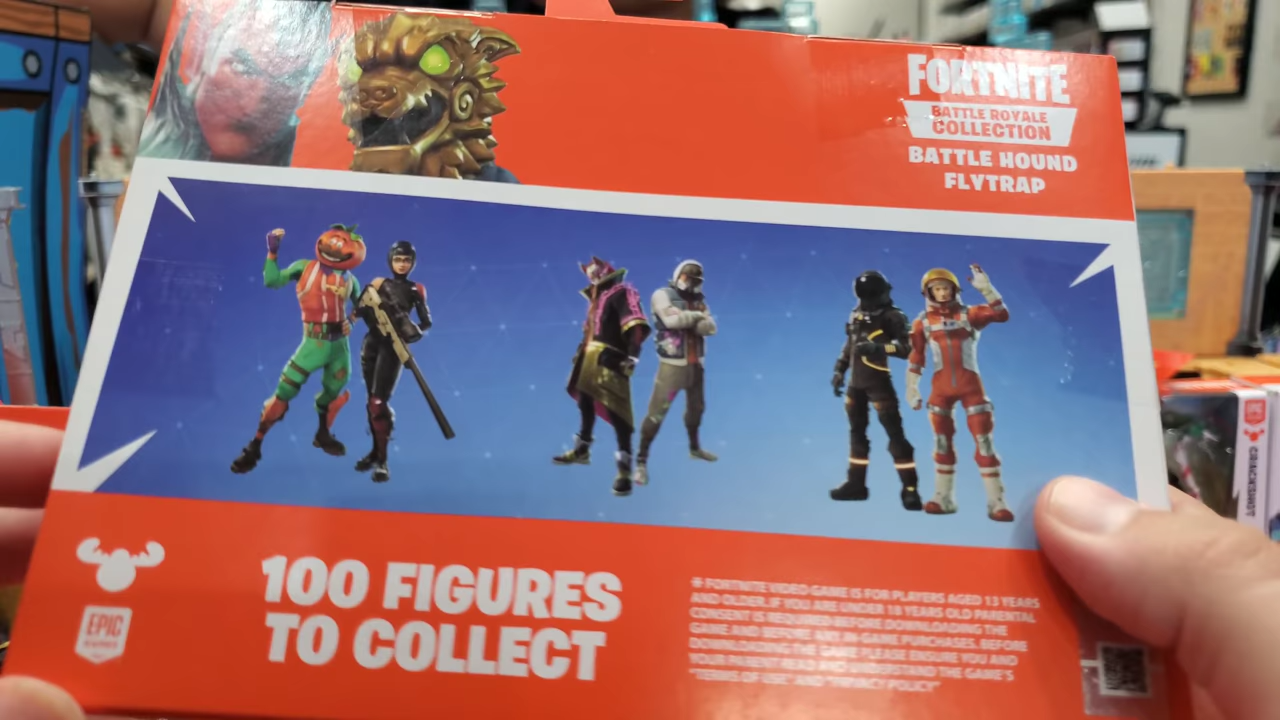 FORTNITE
BATTLE ROYALE
COLLECTION
BATTLE HOUND
FLYTRAP
100 FIGURES
TO COLLECT
EPIC
GAMES
* FORTNITE VIDEO GAME IS FOR PLAYERS AGED 13 YEARS
AND OLDER. IF YOU ARE UNDER 18 YEARS OLD PARENTAL
CONSENT IS REQUIRED BEFORE DOWNLOADING THE
GAME AND BEFORE ANY IN-GAME PURCHASES. BEFORE
DOWNLOADING THE GAME PLEASE ENSURE YOU AND
YOUR PARENT READ AND UNDERSTAND THE GAME'S
"TERMS OF USE" AND "PRIVACY POLICY"
EPIC
CRACKSHOT